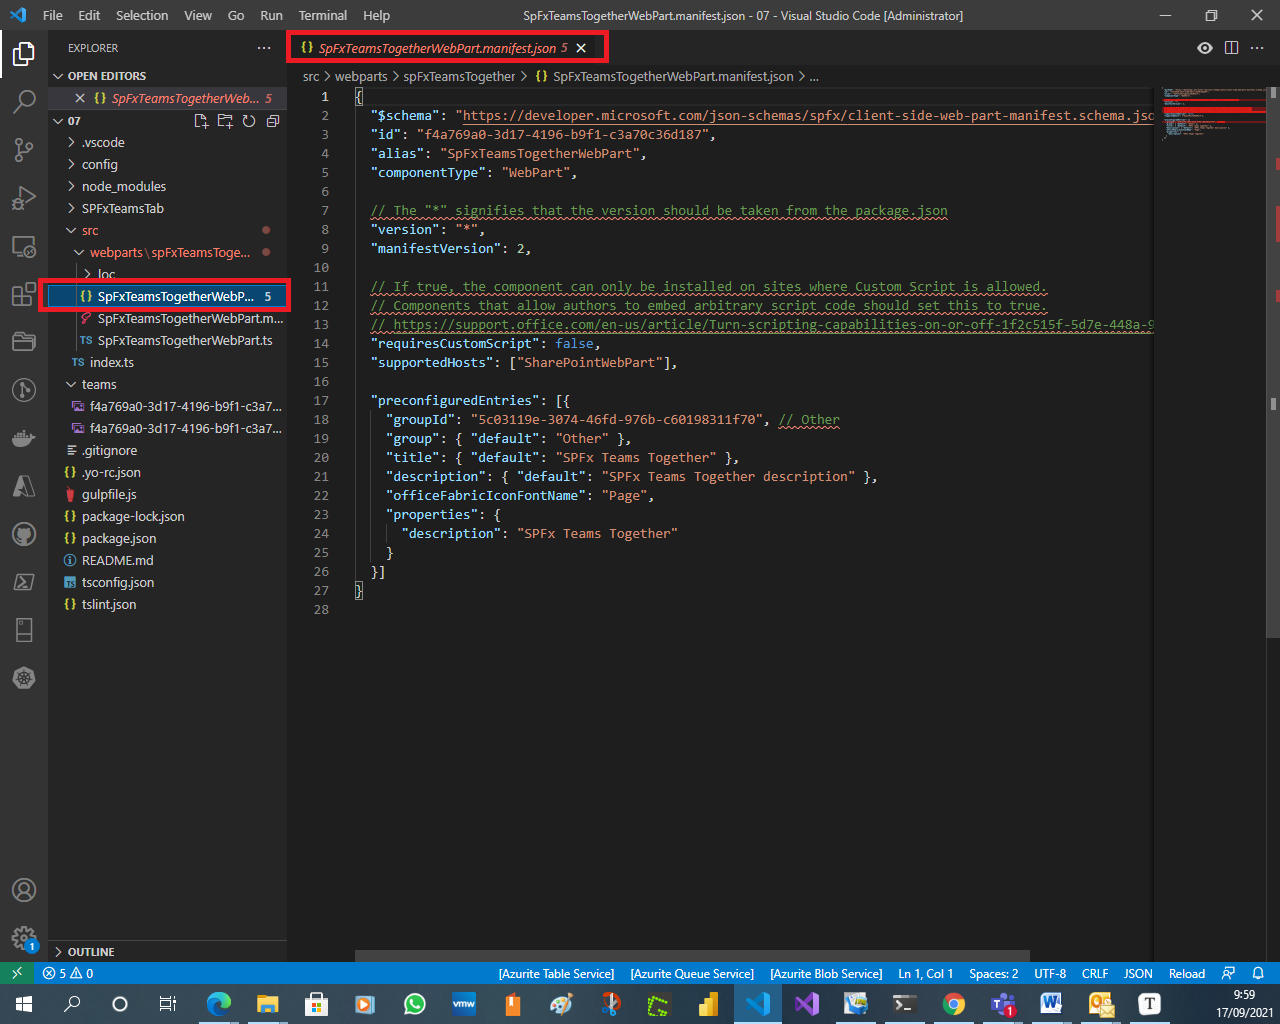 File Edit Selection View Go Run Terminal Help
SpFxTeamsTogetherWebPart.manifest.json - 07 - Visual Studio Code [Administrator]
EXPLORER
OPEN EDITORS
SpFxTeamsTogetherWeb... 5
07
.vscode
config
node_modules
SPFxTeamsTab
src
webparts\spFxTeamsToge...
loc
{} SpFxTeamsTogetherWebP... 5
SpFxTeamsTogetherWebPart.m...
TS SpFxTeamsTogetherWebPart.ts
TS index.ts
teams
f4a769a0-3d17-4196-b9f1-c3a7...
f4a769a0-3d17-4196-b9f1-c3a7...
.gitignore
{} .yo-rc.json
gulpfile.js
{} package-lock.json
{} package.json
README.md
tsconfig.json
{} tslint.json
OUTLINE
{} SpFxTeamsTogetherWebPart.manifest.json 5
src > webparts > spFxTeamsTogether > {} SpFxTeamsTogetherWebPart.manifest.json > ...
1 {
2 "$schema": "https://developer.microsoft.com/json-schemas/spfx/client-side-web-part-manifest.schema.jso
3 "id": "f4a769a0-3d17-4196-b9f1-c3a70c36d187",
4 "alias": "SpFxTeamsTogetherWebPart",
5 "componentType": "WebPart",
6
7 // The "*" signifies that the version should be taken from the package.json
8 "version": "*",
9 "manifestVersion": 2,
10
11 // If true, the component can only be installed on sites where Custom Script is allowed.
12 // Components that allow authors to embed arbitrary script code should set this to true.
13 // https://support.office.com/en-us/article/Turn-scripting-capabilities-on-or-off-1f2c515f-5d7e-448a-9
14 "requiresCustomScript": false,
15 "supportedHosts": ["SharePointWebPart"],
16
17 "preconfiguredEntries": [{
18 "groupId": "5c03119e-3074-46fd-976b-c60198311f70", // Other
19 "group": { "default": "Other" },
20 "title": { "default": "SPFx Teams Together" },
21 "description": { "default": "SPFx Teams Together description" },
22 "officeFabricIconFontName": "Page",
23 "properties": {
24 "description": "SPFx Teams Together"
25 }
26 }]
27 }
28
1
5 0 [Azurite Table Service] [Azurite Queue Service] [Azurite Blob Service] Ln 1, Col 1 Spaces: 2 UTF-8 CRLF JSON Reload
vmw
1
T
9:59
17/09/2021